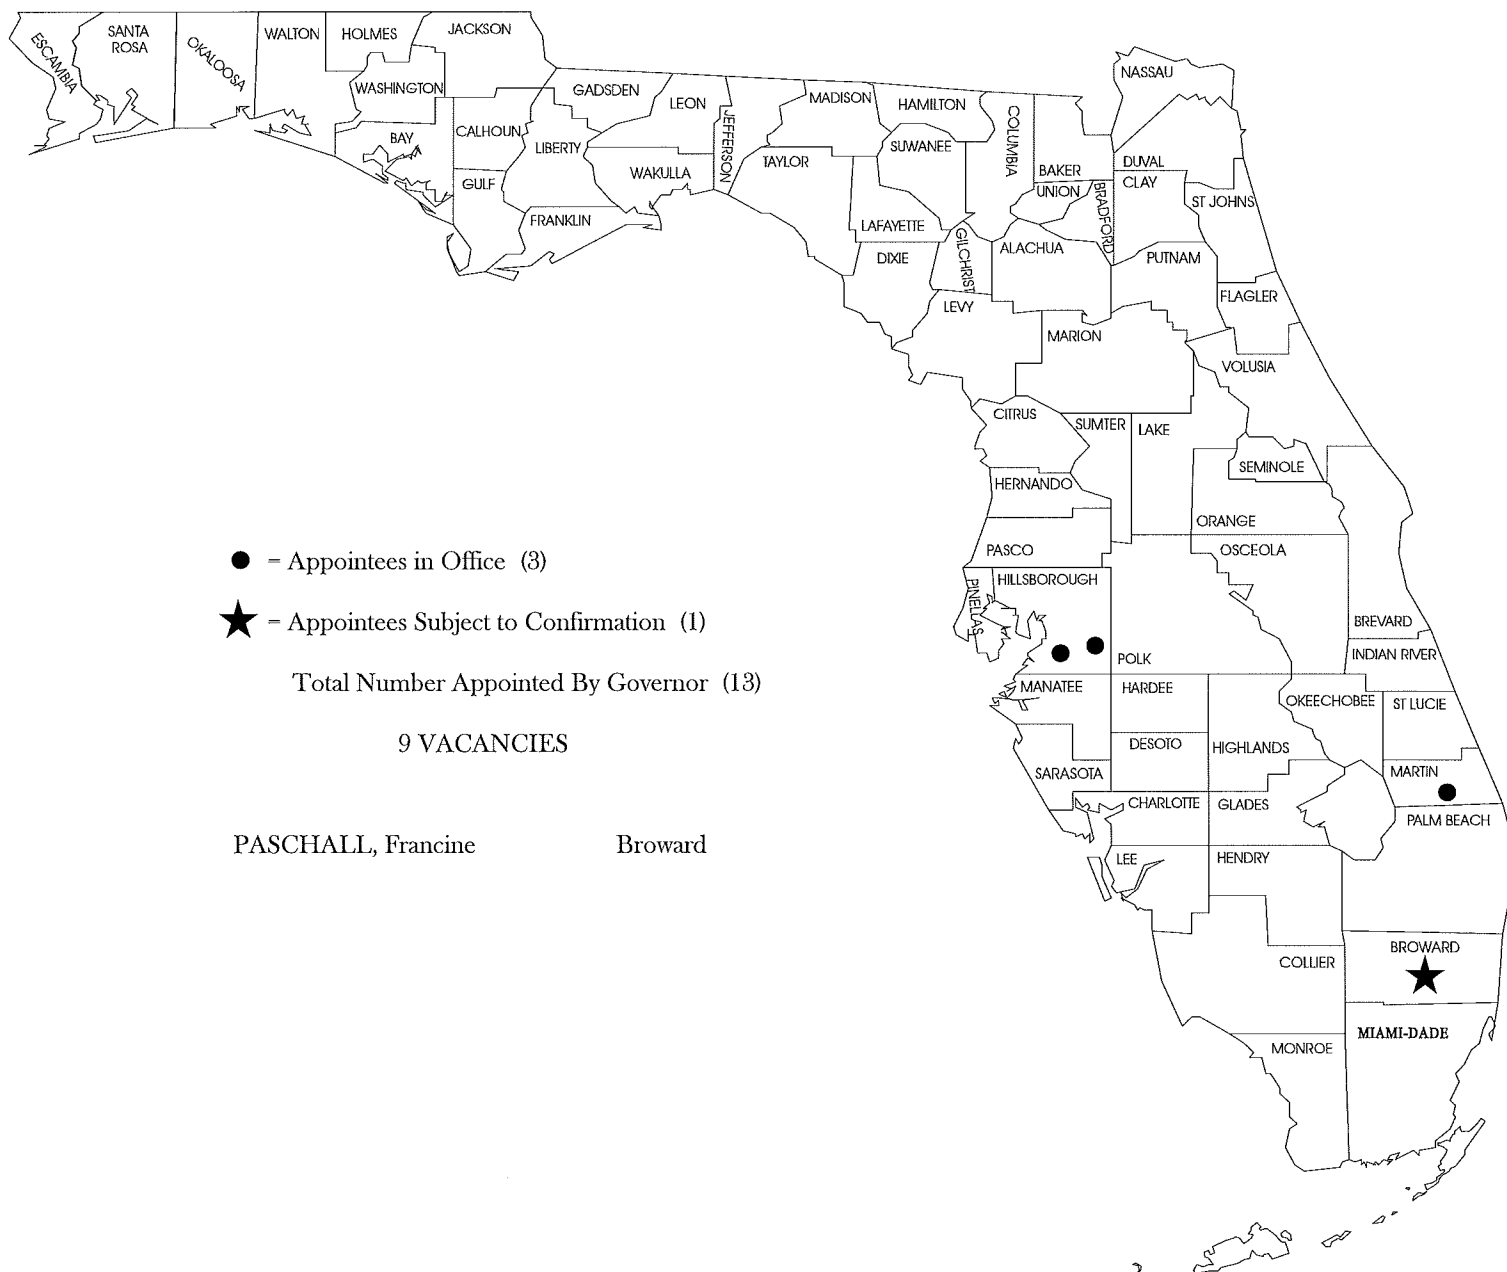 ESCAMBIA
SANTA
ROSA
OKALOOSA
WALTON
HOLMES
JACKSON
WASHINGTON
BAY
CALHOUN
GULF
GADSDEN
LIBERTY
FRANKLIN
LEON
WAKULLA
JEFFERSON
TAYLOR
MADISON
HAMILTON
SUWANEE
LAFAYETTE
DIXIE
COLUMBIA
GILCHRIST
LEVY
NASSAU
BAKER
UNION
BRADFORD
DUVAL
CLAY
ST JOHNS
ALACHUA
PUTNAM
FLAGLER
MARION
VOLUSIA
CITRUS
SUMTER
LAKE
SEMINOLE
HERNANDO
ORANGE
PASCO
OSCEOLA
HILLSBOROUGH
PINELLAS
POLK
BREVARD
INDIAN RIVER
MANATEE
HARDEE
OKEECHOBEE
ST LUCIE
DESOTO
HIGHLANDS
SARASOTA
MARTIN
CHARLOTTE
GLADES
PALM BEACH
LEE
HENDRY
BROWARD
COLLIER
MIAMI-DADE
MONROE
= Appointees in Office (3)
= Appointees Subject to Confirmation (1)
Total Number Appointed By Governor (13)
9 VACANCIES
PASCHALL, Francine Broward